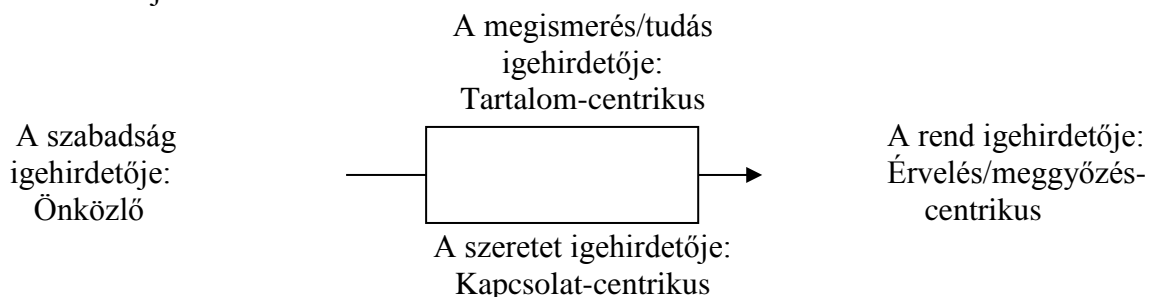 A megismerés/tudás
igehirdetője:
Tartalom-centrikus
A szabadság
igehirdetője:
Önközlő
A rend igehirdetője:
Érvelés/meggyőzés-
centrikus
A szeretet igehirdetője:
Kapcsolat-centrikus